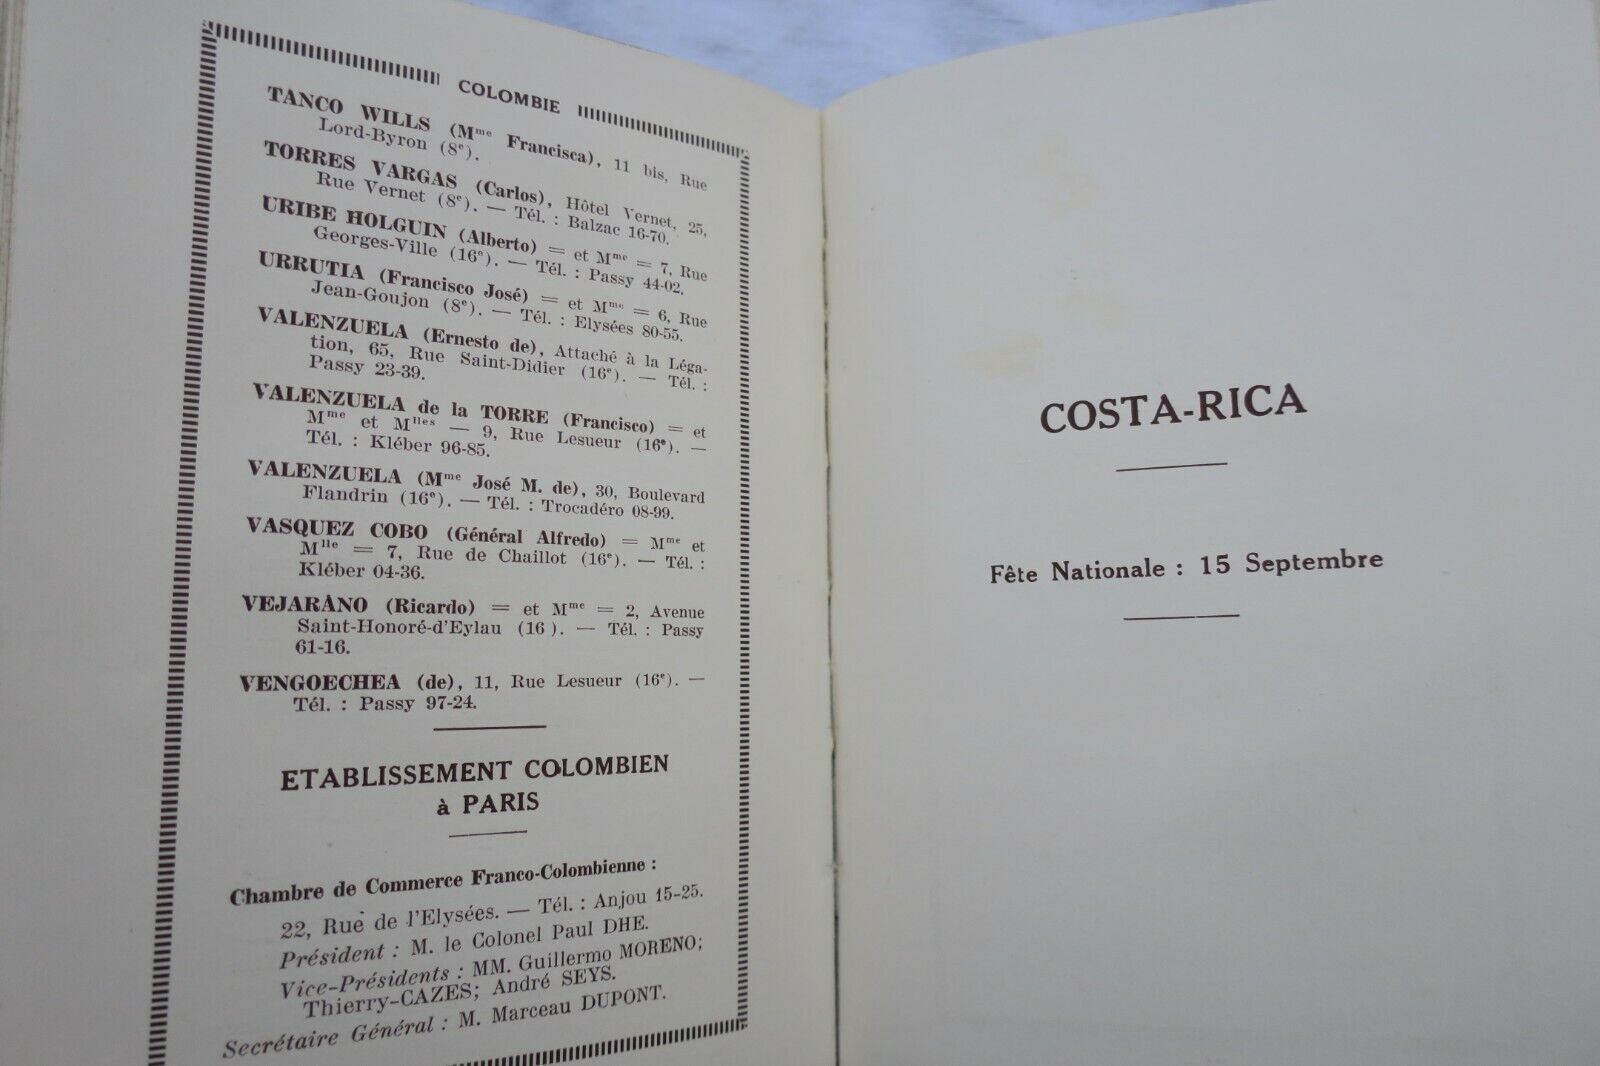 COLOMBIE
TANCO WILLS (Mme Francisca), 11 bis, Rue
Lord-Byron (8e).
TORRES VARGAS (Carlos), Hôtel Vernet, 25,
Rue Vernet (8e). — Tél. : Balzac 16-70.
URIBE HOLGUIN (Alberto) = et Mme = 7, Rue
Georges-Ville (16e). — Tél. : Passy 44-02.
URRUTIA (Francisco José) = et Mme = 6, Rue
Jean-Goujon (8e). — Tél. : Elysées 80-55.
VALENZUELA (Ernesto de), Attaché à la Léga-
tion, 65, Rue Saint-Didier (16e). — Tél. :
Passy 23-39.
VALENZUELA de la TORRE (Francisco) = et
Mme et Mlles — 9, Rue Lesueur (16e). —
Tél. : Kléber 96-85.
VALENZUELA (Mme José M. de), 30, Boulevard
Flandrin (16e). — Tél. : Trocadéro 08-99.
VASQUEZ COBO (Général Alfredo) = Mme et
Mlle = 7, Rue de Chaillot (16e). — Tél. :
Kléber 04-36.
VEJARANO (Ricardo) = et Mme = 2, Avenue
Saint-Honoré-d'Eylau (16 ). — Tél. : Passy
61-16.
VENGOECHEA (de), 11, Rue Lesueur (16e). —
Tél. : Passy 97-24.
ETABLISSEMENT COLOMBIEN
à PARIS
Chambre de Commerce Franco-Colombienne :
22, Rue de l'Elysées. — Tél. : Anjou 15-25.
Président : M. le Colonel Paul DHE.
Vice-Présidents : MM. Guillermo MORENO;
Thierry-CAZES; André SEYS.
Secrétaire Général : M. Marceau DUPONT.
COSTA-RICA
Fête Nationale : 15 Septembre